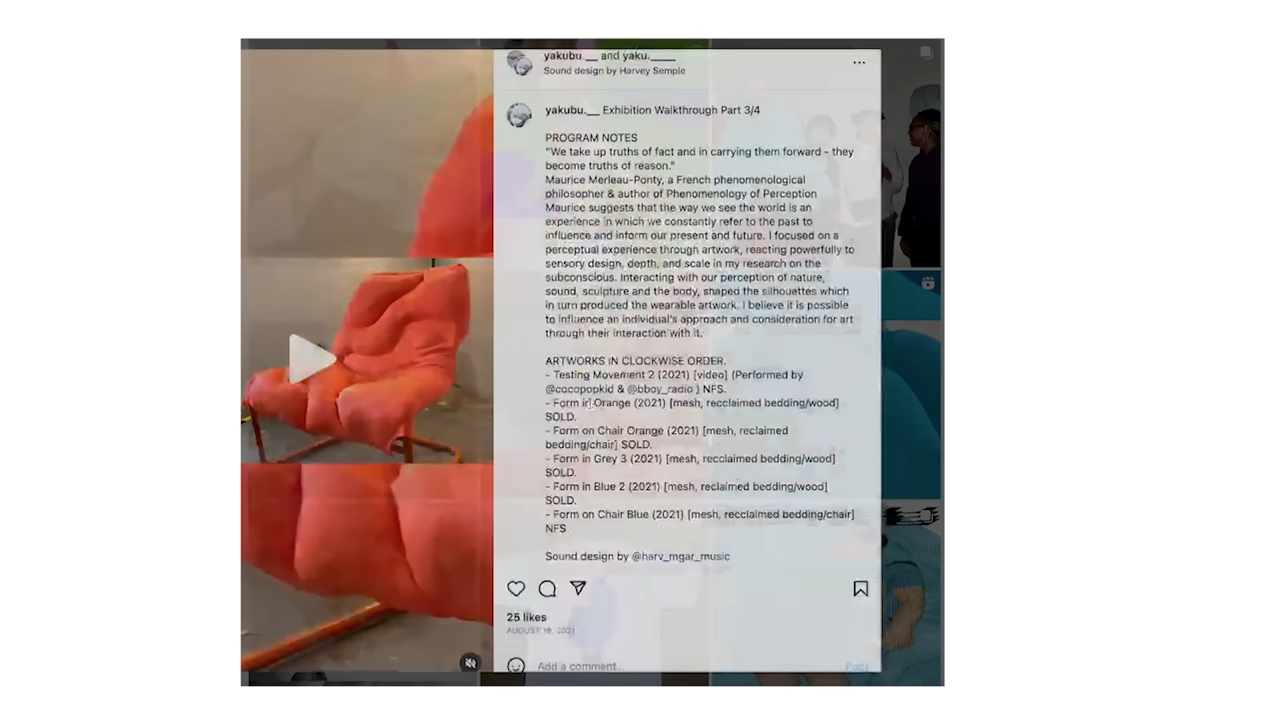 yakubu.__ and yaku._____
Sound design by Harvey Semple
yakubu.__ Exhibition Walkthrough Part 3/4
PROGRAM NOTES
"We take up truths of fact and in carrying them forward - they
become truths of reason."
Maurice Merleau-Ponty, a French phenomenological
philosopher & author of Phenomenology of Perception
Maurice suggests that the way we see the world is an
experience in which we constantly refer to the past to
influence and inform our present and future. I focused on a
perceptual experience through artwork, reacting powerfully to
sensory design, depth, and scale in my research on the
subconscious. Interacting with our perception of nature,
sound, sculpture and the body, shaped the silhouettes which
in turn produced the wearable artwork. I believe it is possible
to influence an individual's approach and consideration for art
through their interaction with it.
ARTWORKS IN CLOCKWISE ORDER.
- Testing Movement 2 (2021) [video] (Performed by
@cocopopkid & @bboy_radio ) NFS.
- Form in Orange (2021) [mesh, recclaimed bedding/wood]
SOLD.
- Form on Chair Orange (2021) [mesh, reclaimed
bedding/chair] SOLD.
- Form in Grey 3 (2021) [mesh, recclaimed bedding/wood]
SOLD.
- Form in Blue 2 (2021) [mesh, reclaimed bedding/wood]
SOLD.
- Form on Chair Blue (2021) [mesh, recclaimed bedding/chair]
NFS
Sound design by @harv_mgar_music
25 likes
AUGUST 18, 2021
Add a comment...
Post